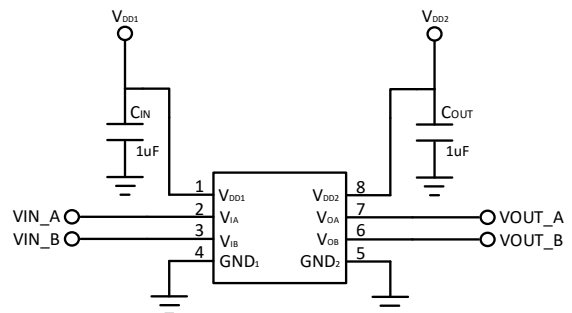 VDD1
VDD2
CIN
1uF
COUT
1uF
1 VDD1 VDD2 8
VIN_A 2 VIA VOA 7 VOUT_A
VIN_B 3 VIB VOB 6 VOUT_B
4 GND1 GND2 5